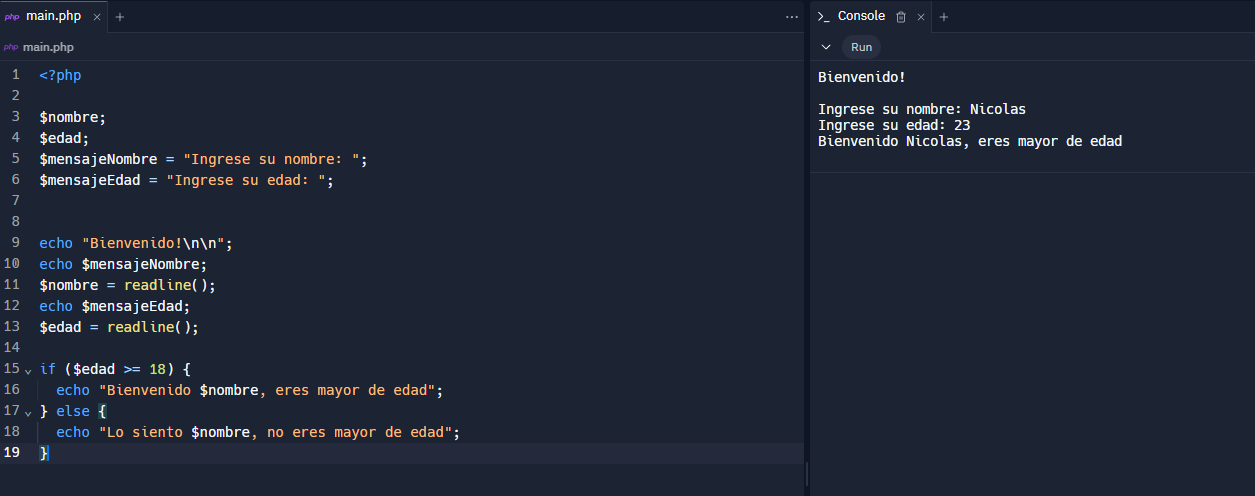 php main.php
php main.php
1 <?php
2
3 $nombre;
4 $edad;
5 $mensajeNombre = "Ingrese su nombre: ";
6 $mensajeEdad = "Ingrese su edad: ";
7
8
9 echo "Bienvenido!\n\n";
10 echo $mensajeNombre;
11 $nombre = readline();
12 echo $mensajeEdad;
13 $edad = readline();
14
15 if ($edad >= 18) {
16 echo "Bienvenido $nombre, eres mayor de edad";
17 } else {
18 echo "Lo siento $nombre, no eres mayor de edad";
19 }
Console
Run
Bienvenido!
Ingrese su nombre: Nicolas
Ingrese su edad: 23
Bienvenido Nicolas, eres mayor de edad